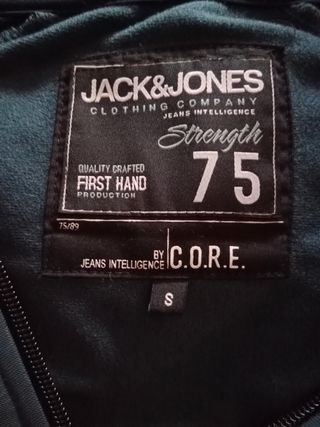 JACK&JONES
CLOTHING COMPANY
JEANS INTELLIGENCE
Strength
75
QUALITY CRAFTED
FIRST HAND
PRODUCTION
75/89
BY
JEANS INTELLIGENCE
C.O.R.E.
S